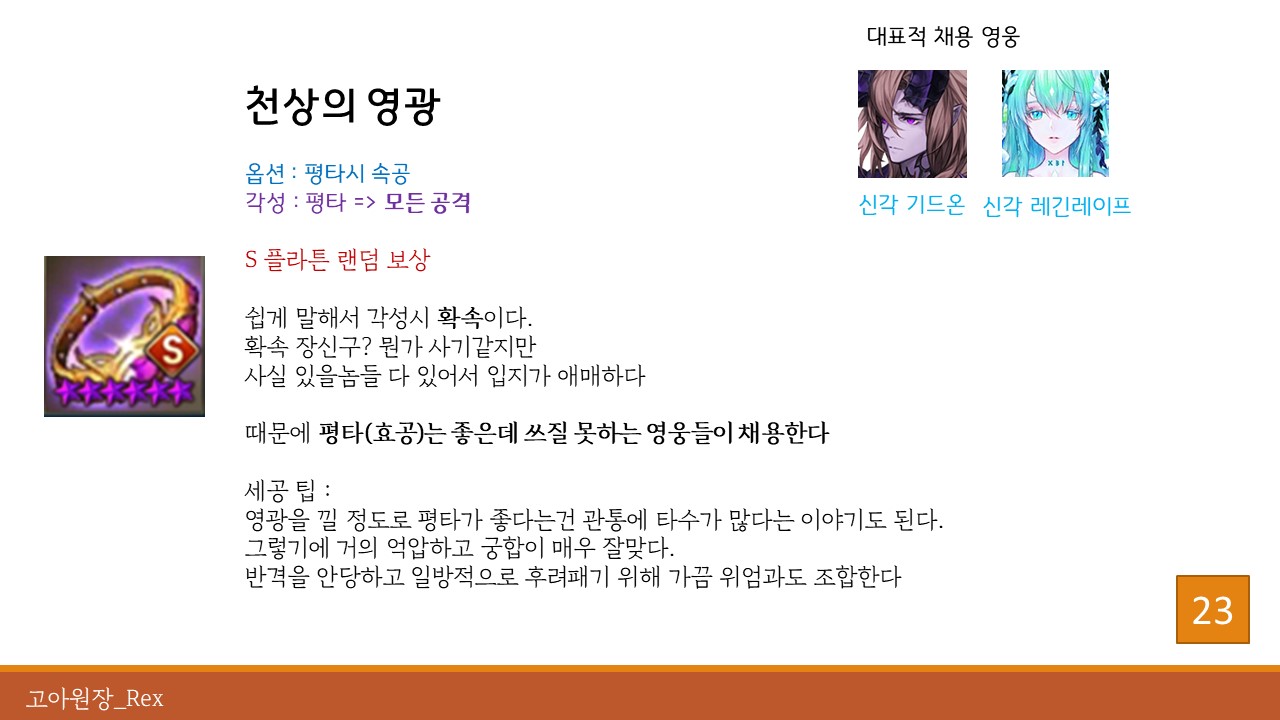 대표적 채용 영웅
천상의 영광
옵션 : 평타시 속공
각성 : 평타 => 모든 공격
신각 기드온
신각 레긴레이프
S 플라튼 랜덤 보상
S
쉽게 말해서 각성시 확속이다.
확속 장신구? 뭔가 사기같지만
사실 있을놈들 다 있어서 입지가 애매하다
때문에 평타(효공)는 좋은데 쓰질 못하는 영웅들이 채용한다
세공 팁 :
영광을 낄 정도로 평타가 좋다는건 관통에 타수가 많다는 이야기도 된다.
그렇기에 거의 억압하고 궁합이 매우 잘맞다.
반격을 안당하고 일방적으로 후려패기 위해 가끔 위엄과도 조합한다
23
고아원장_Rex